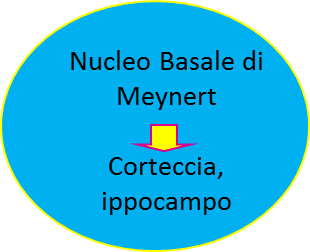 Nucleo Basale di
Meynert
Corteccia,
ippocampo